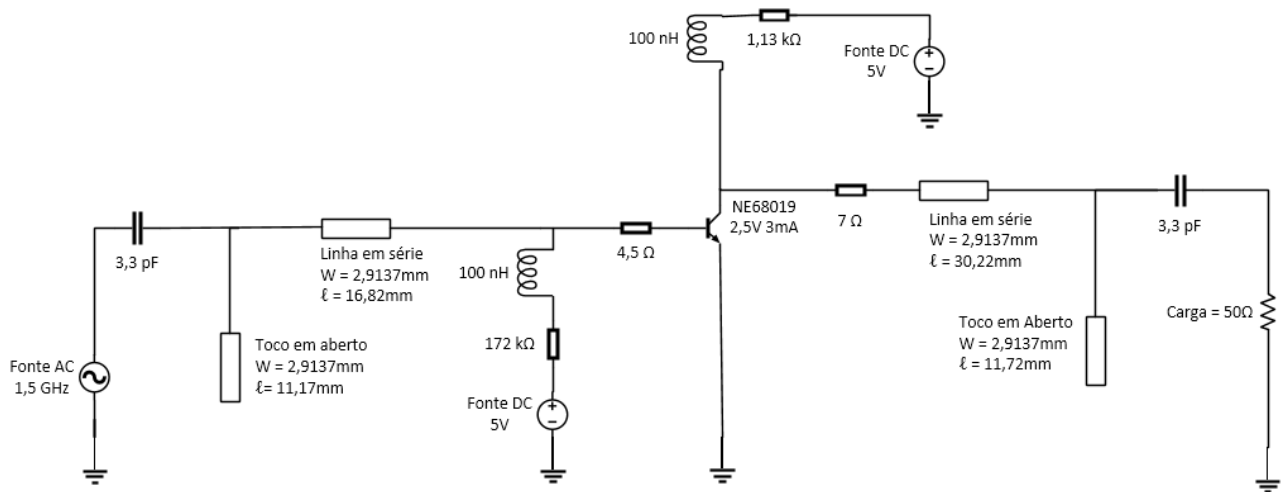 100 nH
1,13 kΩ
Fonte DC
5V
3,3 pF
Linha em série
W = 2,9137mm
ℓ = 16,82mm
4,5 Ω
NE68019
2,5V 3mA
7 Ω
Linha em série
W = 2,9137mm
ℓ = 30,22mm
3,3 pF
100 nH
Toco em aberto
W = 2,9137mm
ℓ= 11,17mm
172 kΩ
Fonte AC
1,5 GHz
Fonte DC
5V
Toco em Aberto
W = 2,9137mm
ℓ = 11,72mm
Carga = 50Ω